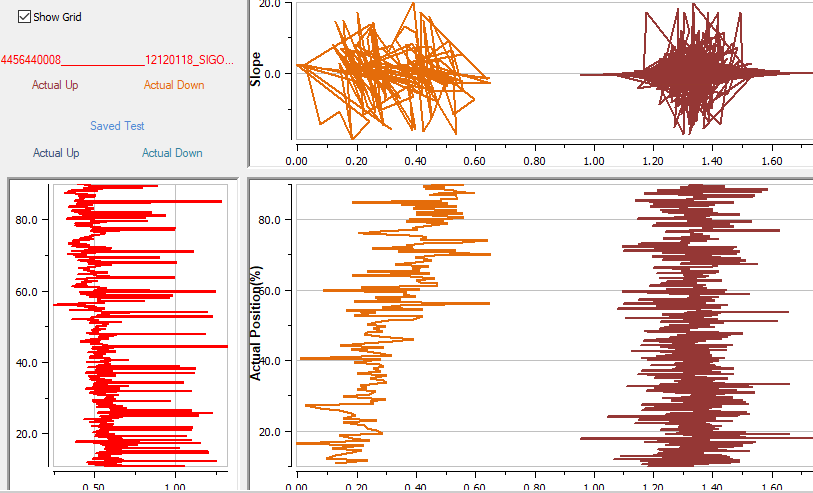 Show Grid
4456440008________________12120118_SIGO...
Actual Up Actual Down
Saved Test
Actual Up Actual Down
20.0
0.0
Slope
0.00 0.20 0.40 0.60 0.80 1.00 1.20 1.40 1.60
80.0
60.0
40.0
20.0
0.50 1.00
Actual Position(%)
80.0
60.0
40.0
20.0
0.00 0.20 0.40 0.60 0.80 1.00 1.20 1.40 1.60